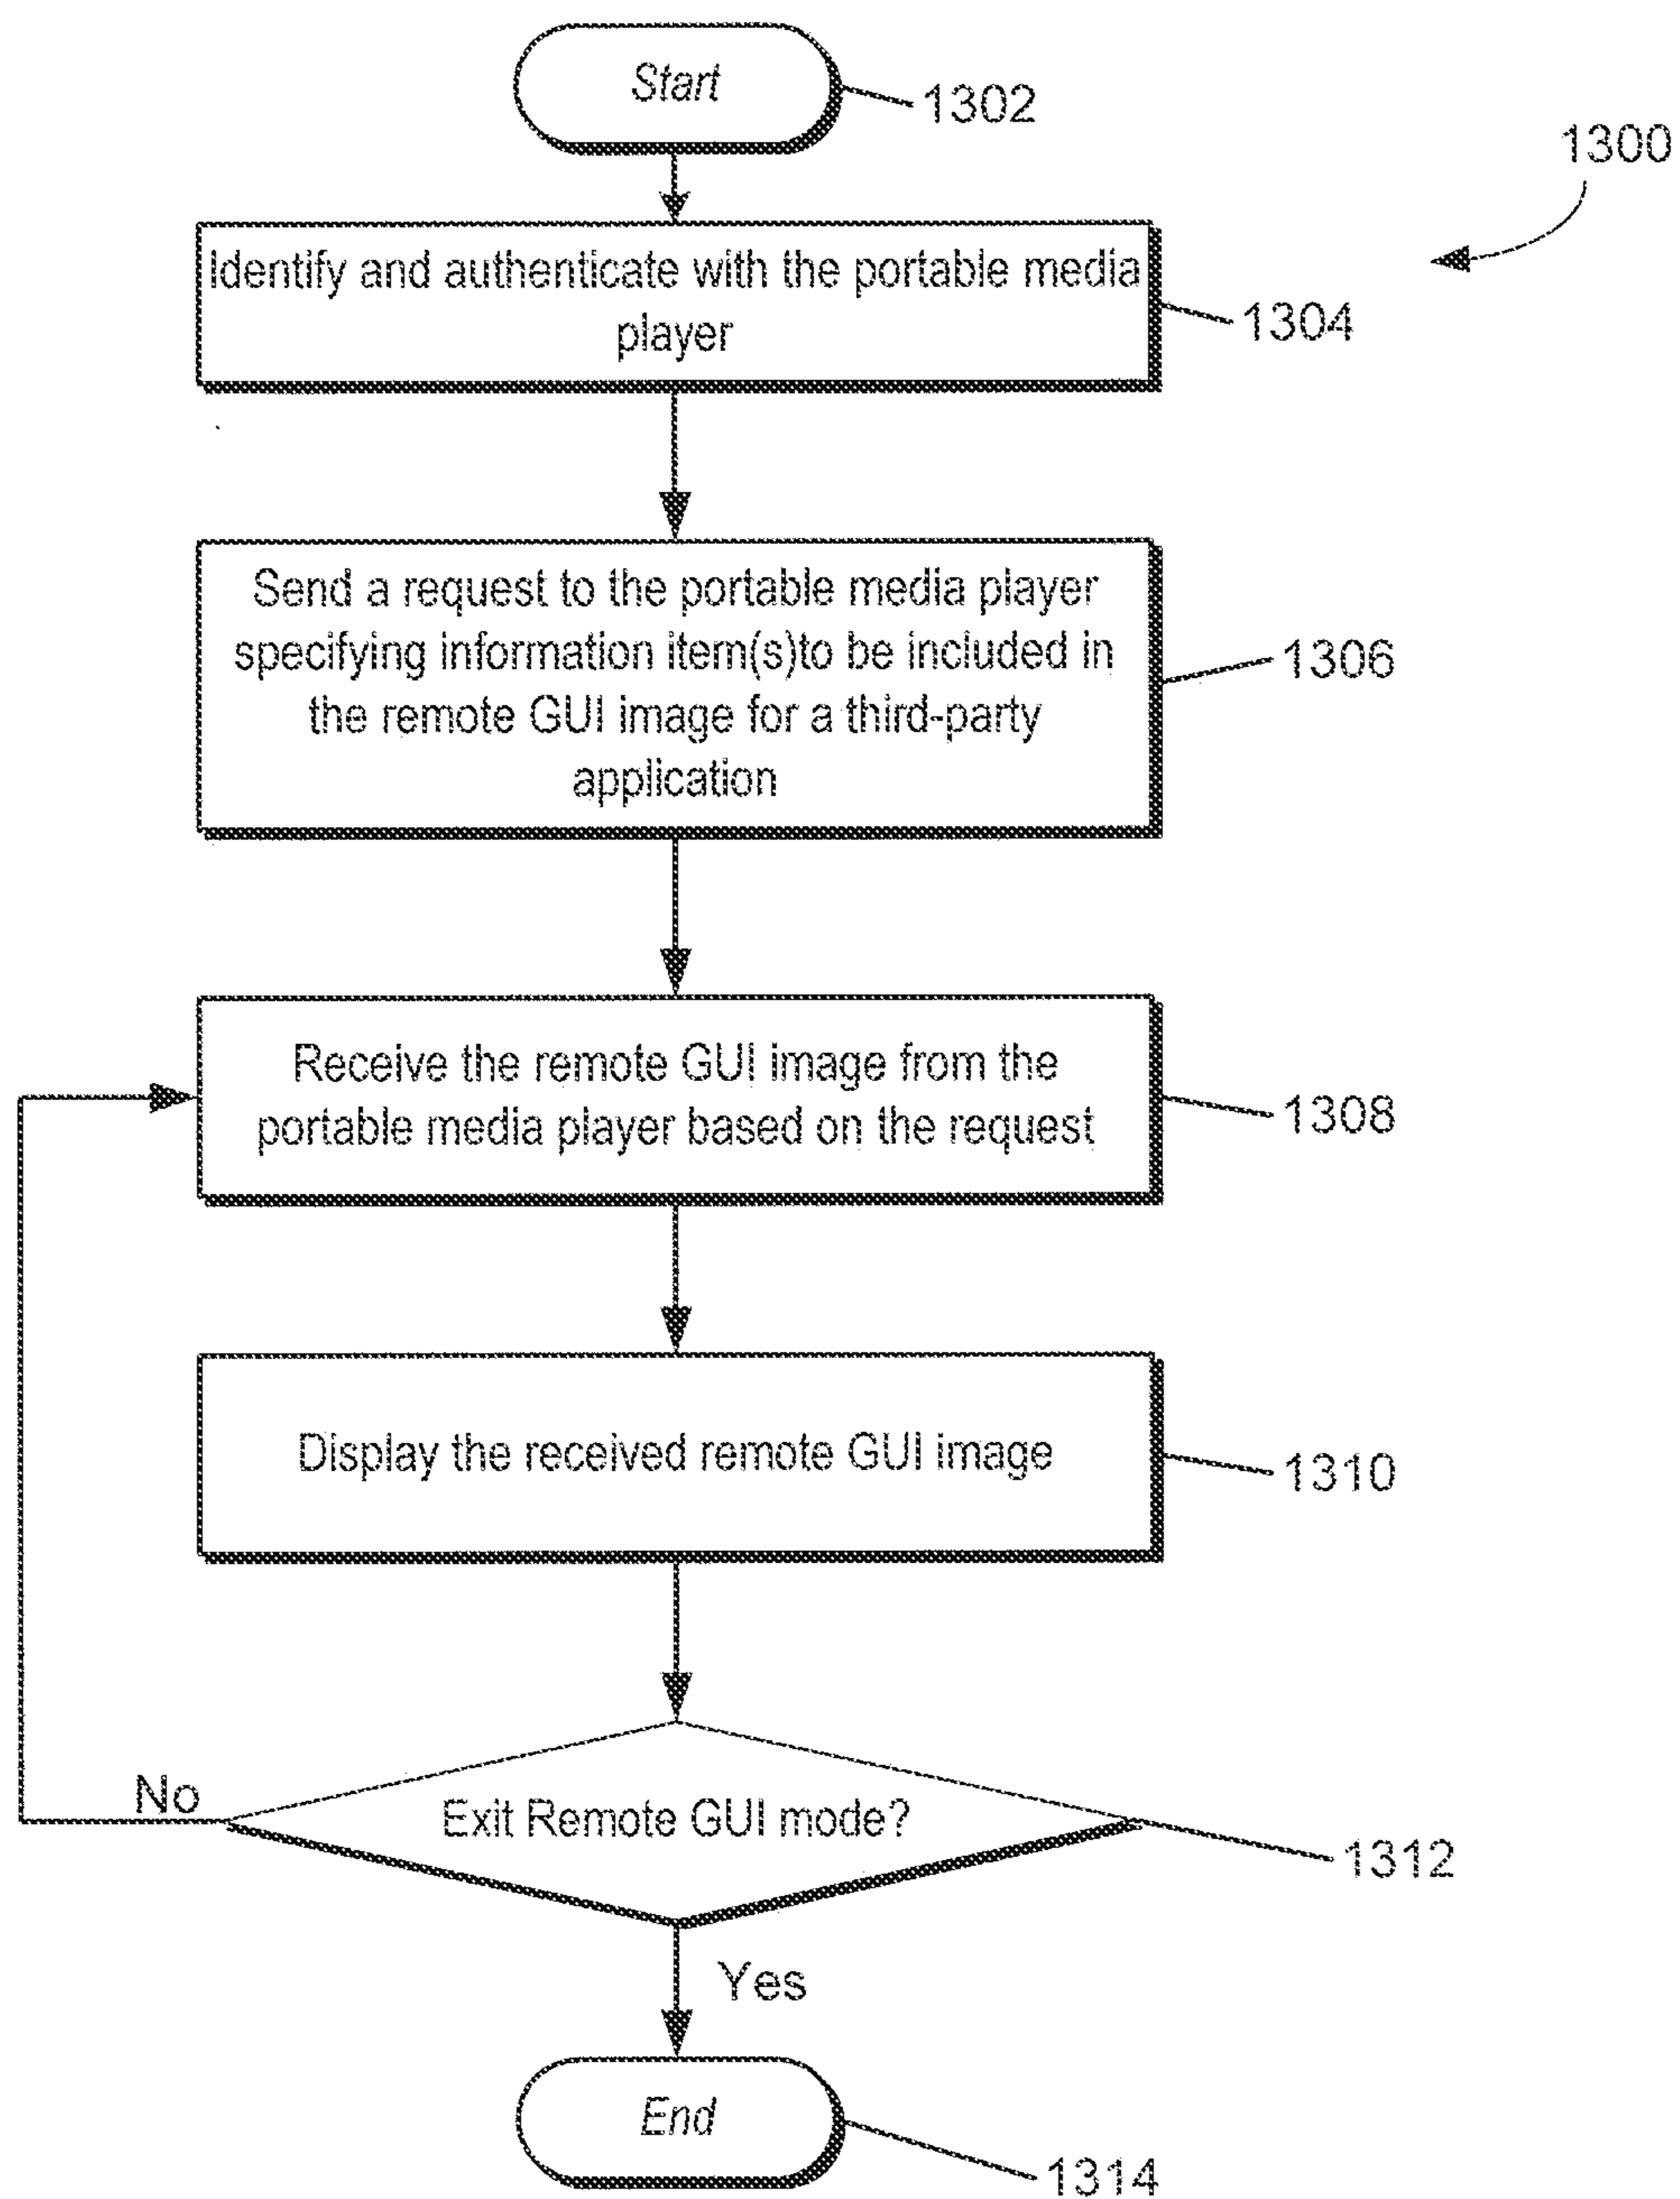 Start
1302
1300
Identify and authenticate with the portable media
player
1304
Send a request to the portable media player
specifying information item(s)to be included in
the remote GUI image for a third-party
application
1306
Receive the remote GUI image from the
portable media player based on the request
1308
Display the received remote GUI image
1310
No
Exit Remote GUI mode?
1312
Yes
End
1314